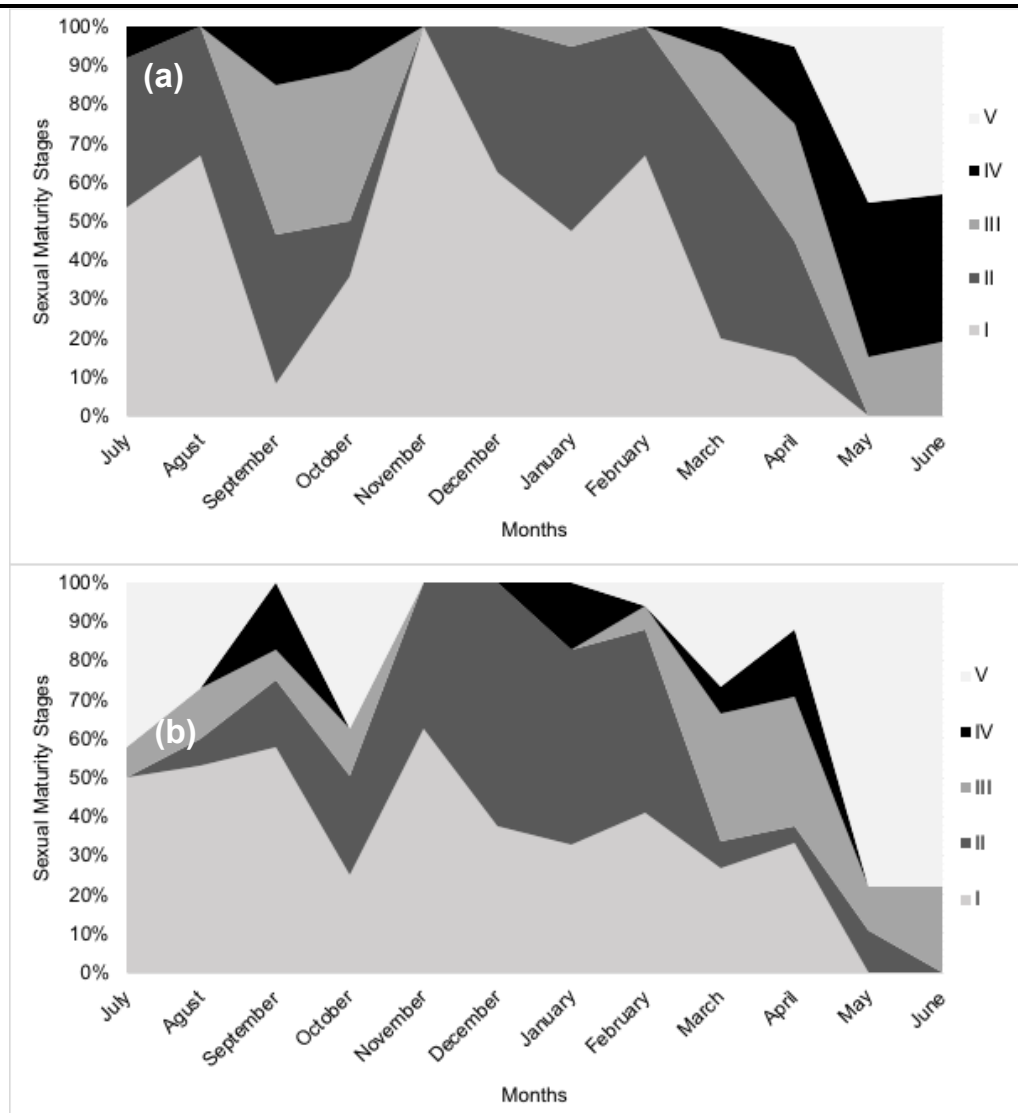 (a)
Sexual Maturity Stages
100%
90%
80%
70%
60%
50%
40%
30%
20%
10%
0%
July
Agust
September
October
November
December
January
February
March
April
May
June
Months
V
IV
III
II
I
(b)
Sexual Maturity Stages
100%
90%
80%
70%
60%
50%
40%
30%
20%
10%
0%
July
Agust
September
October
November
December
January
February
March
April
May
June
Months
V
IV
III
II
I